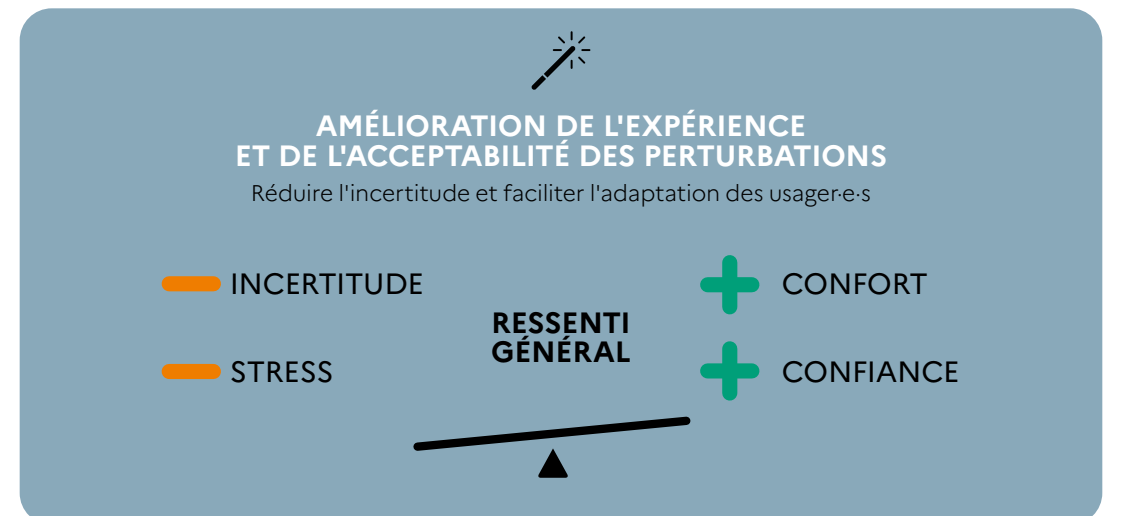 AMÉLIORATION DE L'EXPÉRIENCE
ET DE L'ACCEPTABILITÉ DES PERTURBATIONS
Réduire l'incertitude et faciliter l'adaptation des usager·e·s
INCERTITUDE
CONFORT
RESSENTI
GÉNÉRAL
STRESS
CONFIANCE